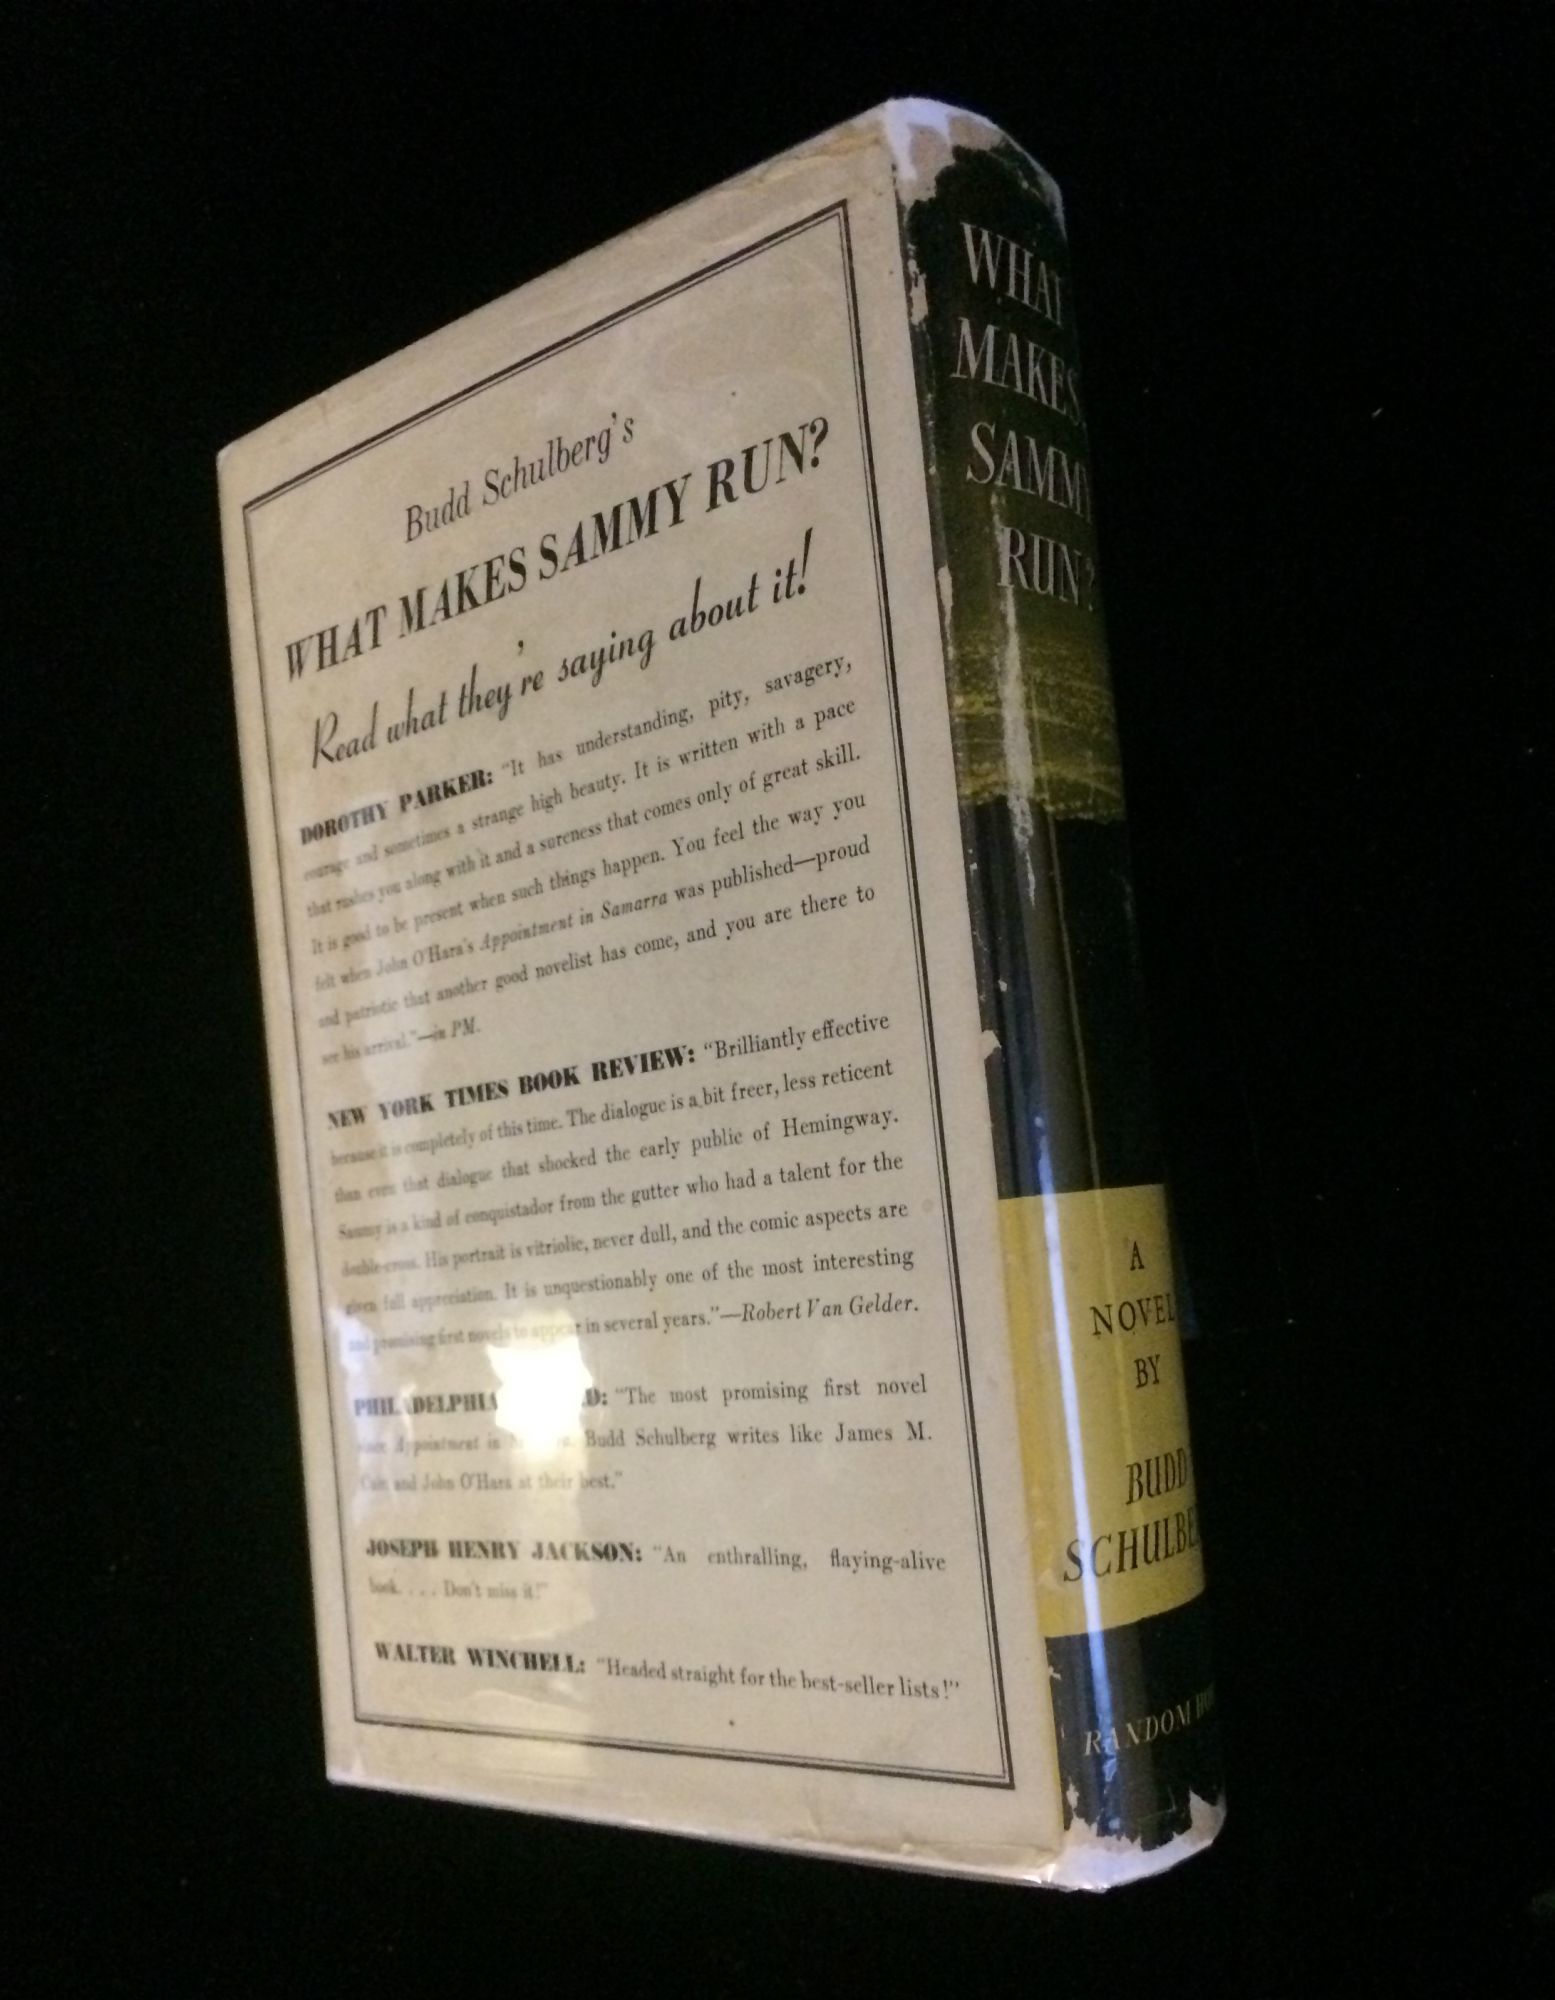 Budd Schulberg's
WHAT MAKES SAMMY RUN?
Read what they're saying about it!
DOROTHY PARKER: "It has understanding, pity, savagery,
courage and sometimes a strange high beauty. It is written with a pace
that rushes you along with it and a sureness that comes only of great skill.
It is good to be present when such things happen. You feel the way you
felt when John O'Hara's Appointment in Samarra was published—proud
and patriotic that another good novelist has come, and you are there to
see his arrival."—in PM.
NEW YORK TIMES BOOK REVIEW: "Brilliantly effective
because it is completely of this time. The dialogue is a bit freer, less reticent
than even that dialogue that shocked the early public of Hemingway.
Sammy is a kind of conquistador from the gutter who had a talent for the
double-cross. His portrait is vitriolic, never dull, and the comic aspects are
given full appreciation. It is unquestionably one of the most interesting
and promising first novels to appear in several years."—Robert Van Gelder.
PHILADELPHIA "The most promising first novel
Appointment in Budd Schulberg writes like James M.
Cain and John O'Hara at their best."
JOSEPH HENRY JACKSON: "An enthralling, flaying-alive
book. . . . Don't miss it!"
WALTER WINCHELL: "Headed straight for the best-seller lists!"
WHAT
MAKES
SAMMY
RUN?
A
NOVEL
BY
BUDD
SCHULBE
RANDOM HO